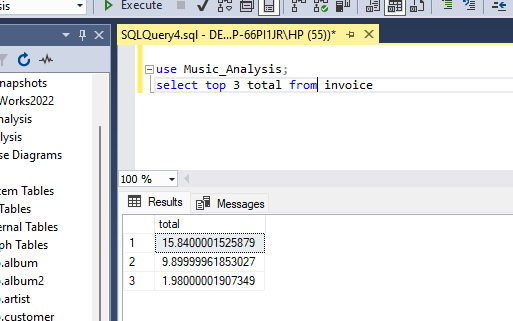 sis
Execute
SQLQuery4.sql - DE...P-66PI1JR\HP (55))*
use Music_Analysis;
select top 3 total from invoice
napshots
Works2022
nalysis
lysis
se Diagrams
tem Tables
Tables
ernal Tables
ph Tables
o.album
o.album2
o.artist
o.customer
100 %
Results
Messages
total
1 15.8400001525879
2 9.89999961853027
3 1.98000001907349